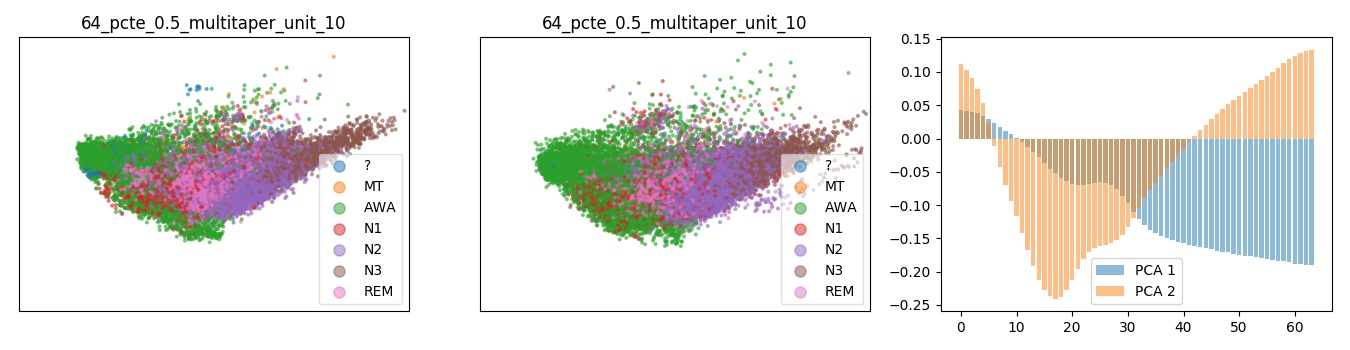 64_pcte_0.5_multitaper_unit_10
?
MT
AWA
N1
N2
N3
REM
64_pcte_0.5_multitaper_unit_10
?
MT
AWA
N1
N2
N3
REM
0.15
0.10
0.05
0.00
−0.05
−0.10
−0.15
−0.20
−0.25
PCA 1
PCA 2
0 10 20 30 40 50 60